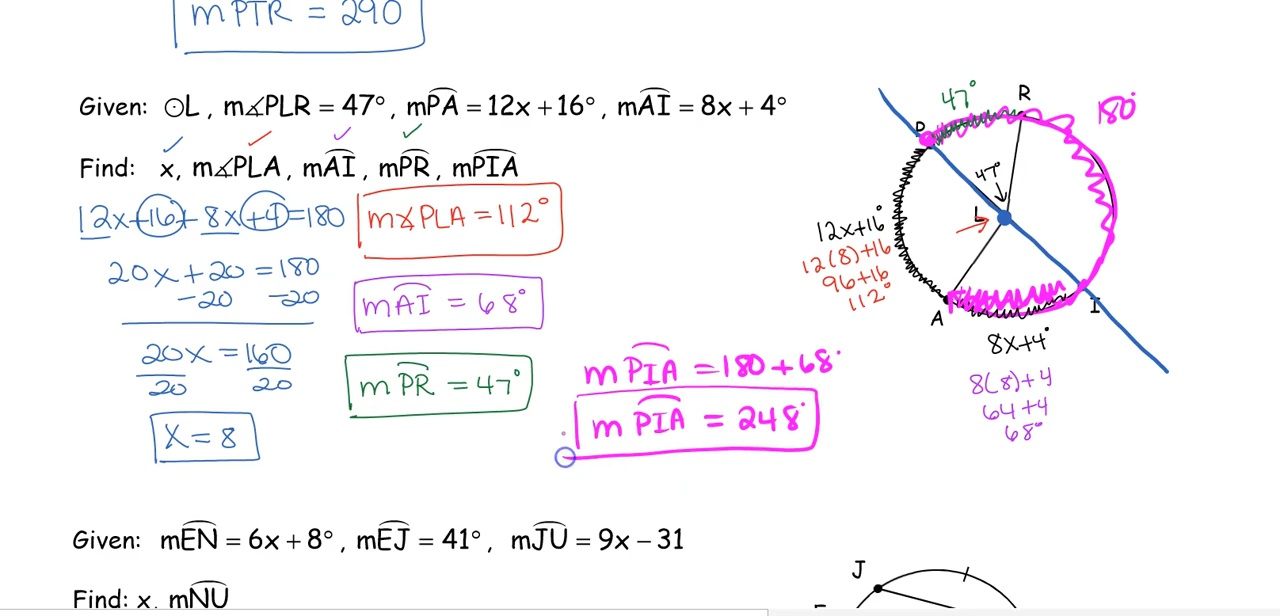 mPTR = 290
Given: ⊙L, m∡PLR = 47°, mPA = 12x + 16°, mAI = 8x + 4°
Find: x, m∡PLA, mAI, mPR, mPIA
12x+16+8x+4=180
20x+20=180
-20 -20
20x=160
20 20
x=8
m∡PLA=112°
mAI = 68°
mPR = 47°
mPIA =180+68°
mPIA = 248°
47°
R
180°
P
47°
L
12x+16°
12(8)+16
96+16
112°
A
I
8x+4°
8(8)+4
64+4
68°
Given: mEN = 6x + 8°, mEJ = 41°, mJU = 9x − 31
Find: x, mNU
J